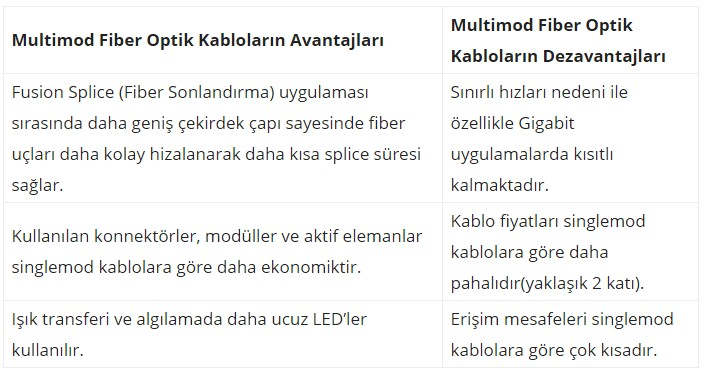 Multimod Fiber Optik Kabloların Avantajları
Multimod Fiber Optik
Kabloların Dezavantajları
Fusion Splice (Fiber Sonlandırma) uygulaması
sırasında daha geniş çekirdek çapı sayesinde fiber
uçları daha kolay hizalanarak daha kısa splice süresi
sağlar.
Sınırlı hızları nedeni ile
özellikle Gigabit
uygulamalarda kısıtlı
kalmaktadır.
Kullanılan konnektörler, modüller ve aktif elemanlar
singlemod kablolara göre daha ekonomiktir.
Kablo fiyatları singlemod
kablolara göre daha
pahalıdır(yaklaşık 2 katı).
Işık transferi ve algılamada daha ucuz LED’ler
kullanılır.
Erişim mesafeleri singlemod
kablolara göre çok kısadır.